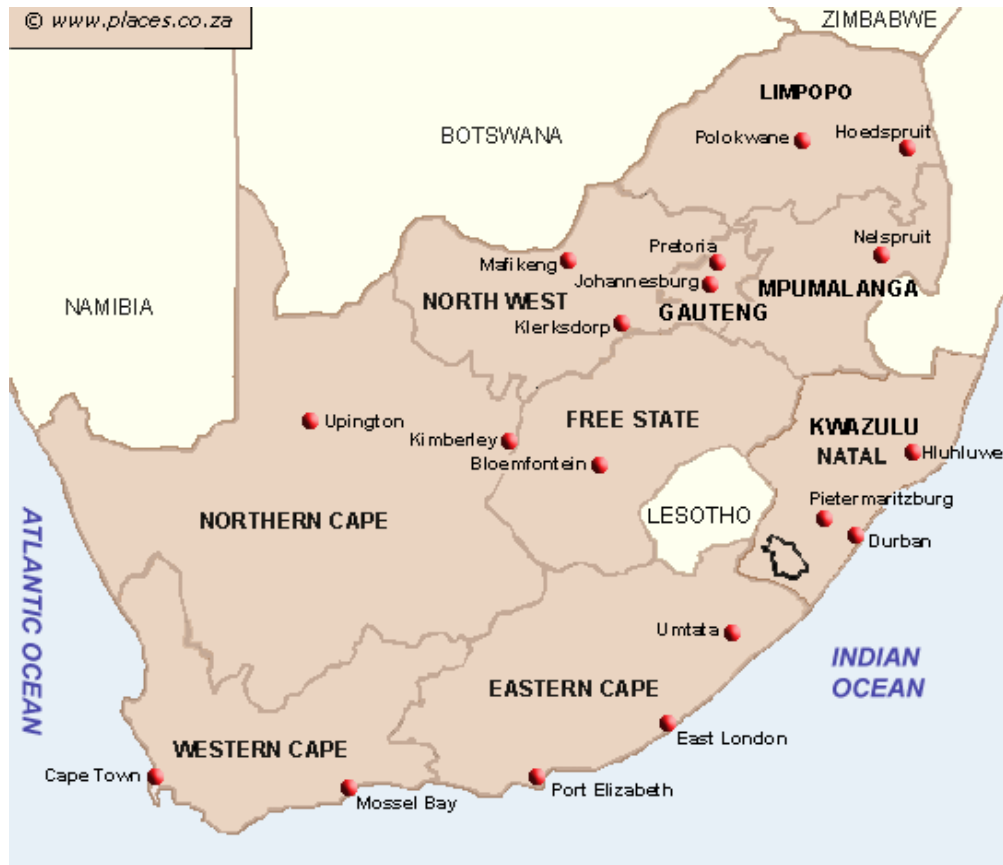 © www.places.co.za
ZIMBABWE
LIMPOPO
BOTSWANA
Polokwane
Hoedspruit
Pretoria
Nelspruit
Mafikeng
Johannesburg
MPUMALANGA
NAMIBIA
NORTH WEST
GAUTENG
Klerksdorp
Upington
FREE STATE
KWAZULU
NATAL
Kimberley
Hluhluwe
Bloemfontein
Pietermaritzburg
NORTHERN CAPE
LESOTHO
Durban
ATLANTIC OCEAN
Umtata
INDIAN
OCEAN
EASTERN CAPE
East London
WESTERN CAPE
Cape Town
Port Elizabeth
Mossel Bay